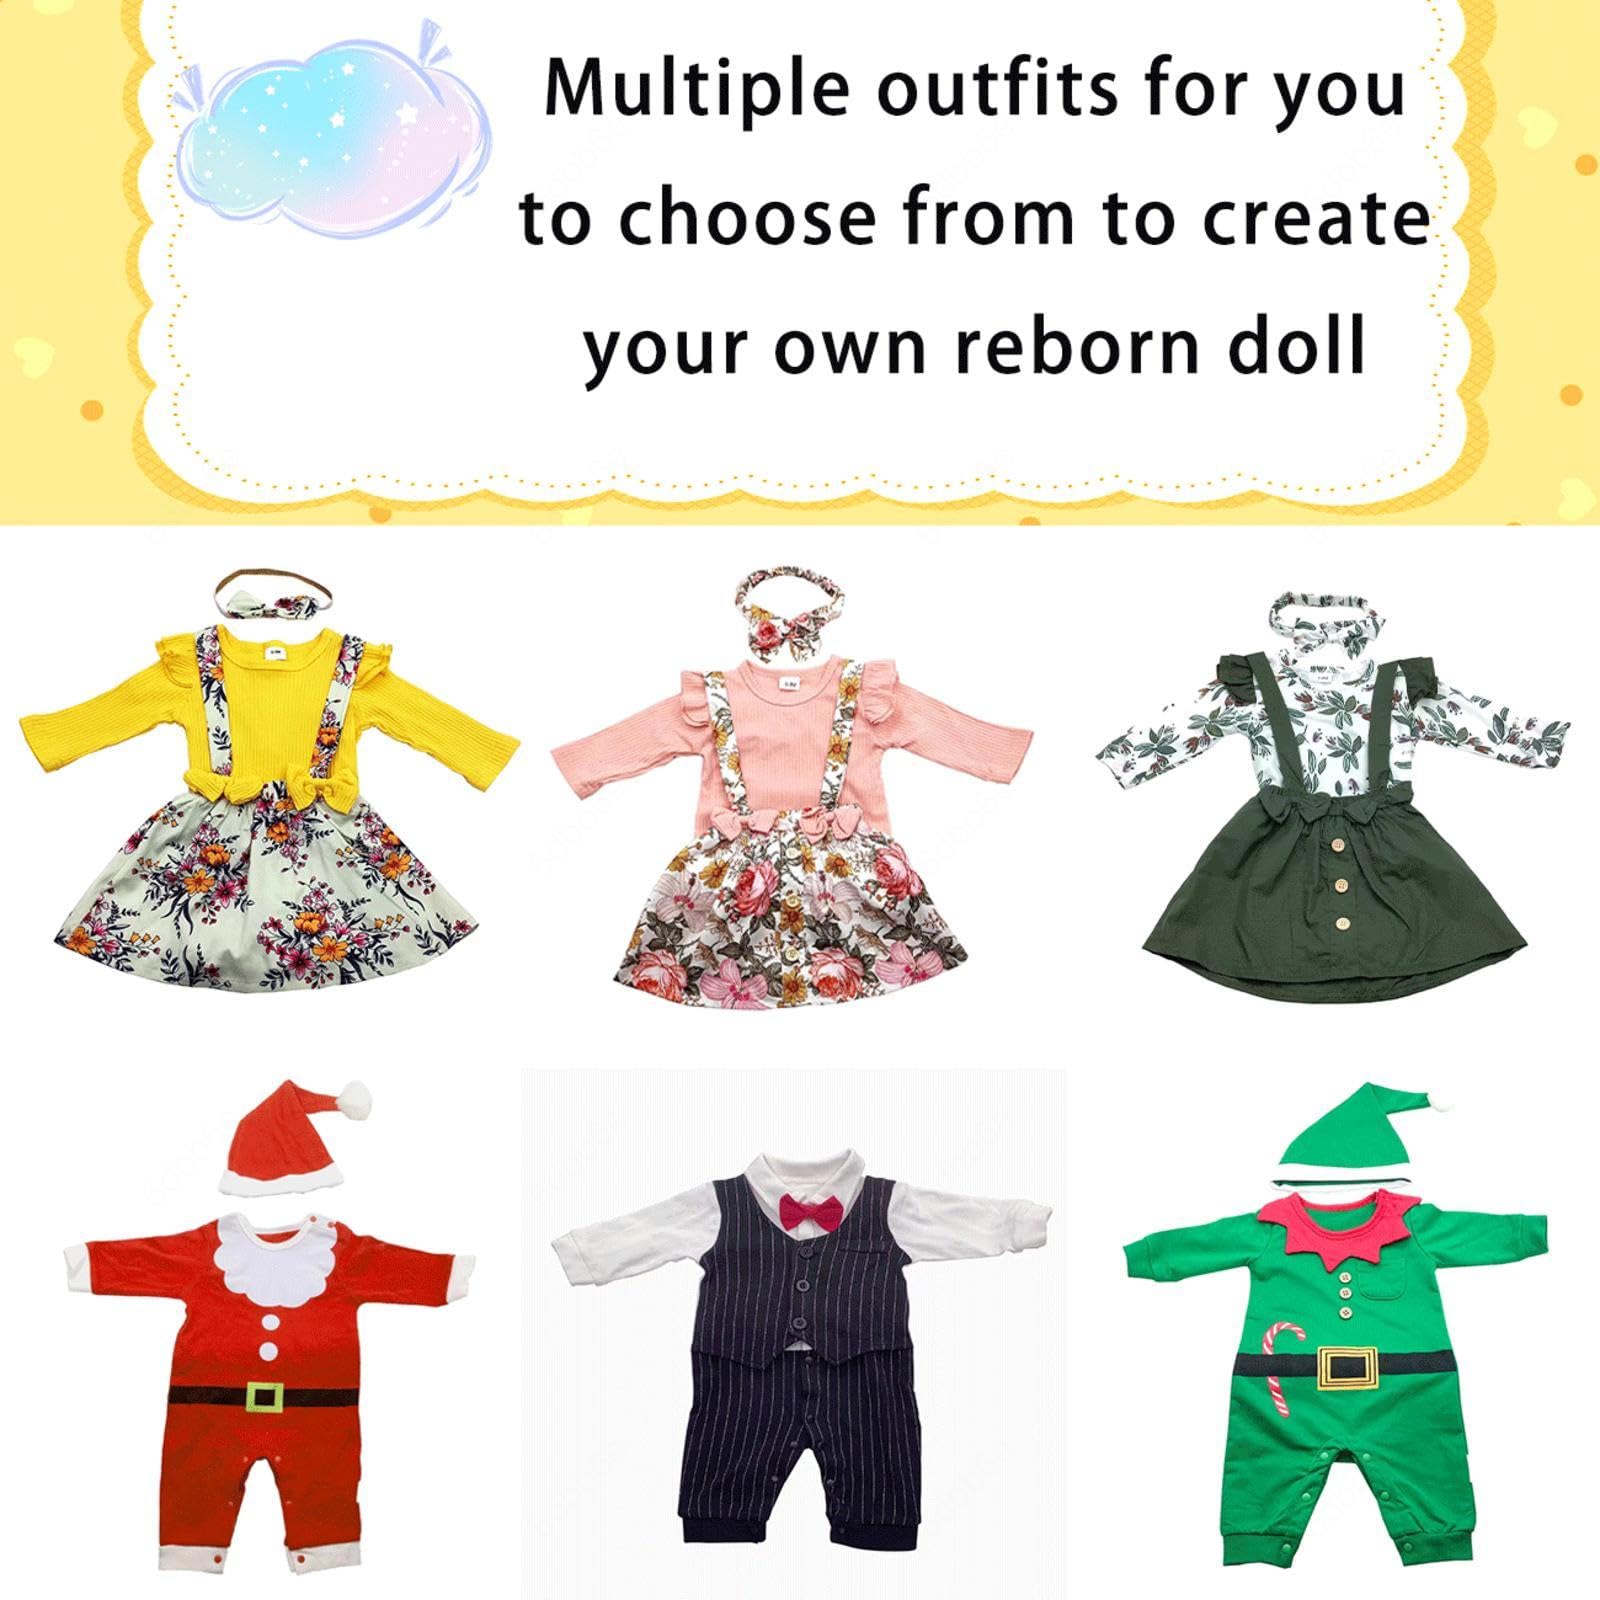 Multiple outfits for you
to choose from to create
your own reborn doll